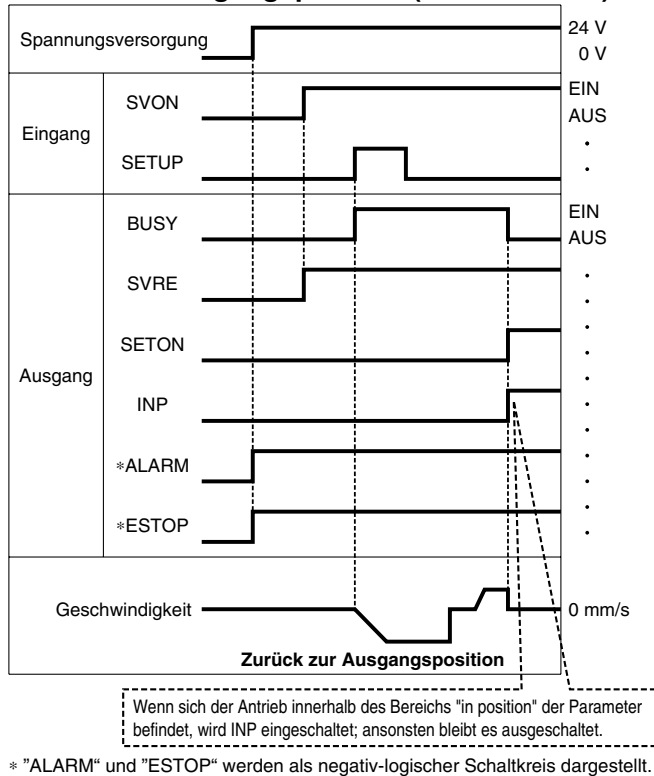 Spannungsversorgung
24 V
0 V
Eingang
SVON
EIN
AUS
SETUP
Ausgang
BUSY
EIN
AUS
SVRE
SETON
INP
*ALARM
*ESTOP
Geschwindigkeit
0 mm/s
Zurück zur Ausgangsposition
Wenn sich der Antrieb innerhalb des Bereichs "in position" der Parameter
befindet, wird INP eingeschaltet; ansonsten bleibt es ausgeschaltet.
* "ALARM“ und "ESTOP“ werden als negativ-logischer Schaltkreis dargestellt.